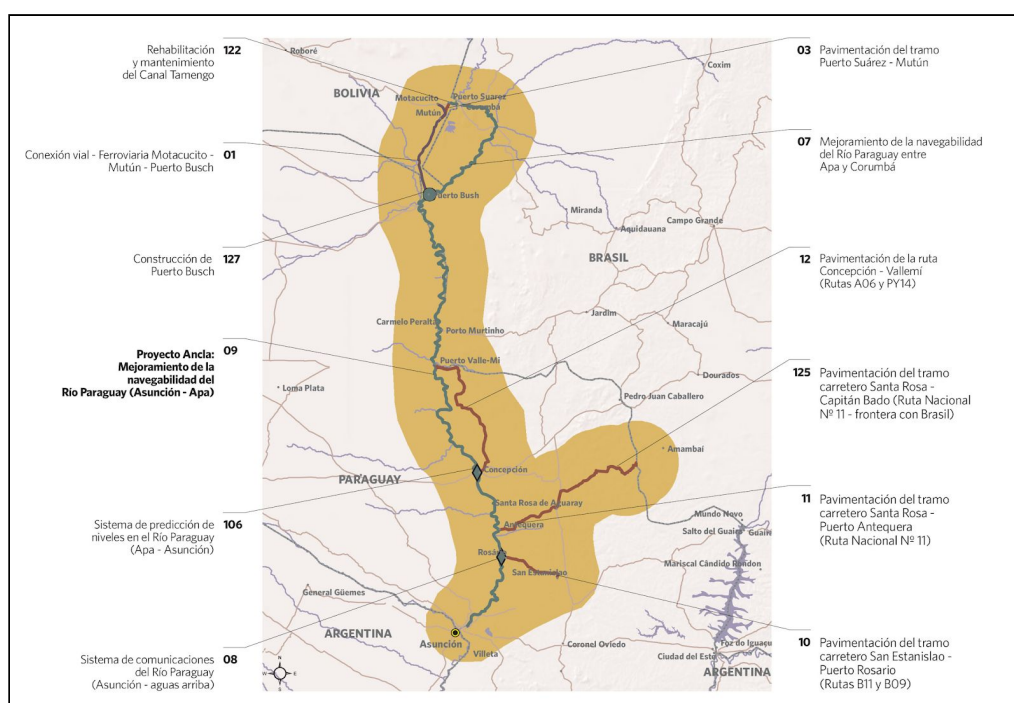 Rehabilitación 122
y mantenimiento
del Canal Tamengo
Conexión vial - Ferroviaria Motacucito - 01
Mutún - Puerto Busch
Construcción de
Puerto Busch 127
Proyecto Ancla: 09
Mejoramiento de la
navegabilidad del
Río Paraguay (Asunción - Apa)
Sistema de predicción de
niveles en el Río Paraguay 106
(Apa - Asunción)
Sistema de comunicaciones
del Río Paraguay 08
(Asunción - aguas arriba)
Roboré
Coxim
BOLIVIA
Motacucito
Puerto Suarez
Corumbá
Mutún
uerto Bush
Miranda
Campo Grande
Aquidauana
BRASIL
Jardim
Carmelo Peralta
Porto Murtinho
Maracajú
Puerto Valle-Mi
Dourados
Loma Plata
Pedro Juan Caballero
Amambai
PARAGUAY
Concepción
Santa Rosa de Aguaray
Antequera
Mundo Novo
Salto del Guaira
Guair
Rosa
San Estanislao
Mariscal Cándido Rondon
General Güemes
ARGENTINA
Asunción
Villeta
Coronel Oviedo
Foz do Iguaçu
Ciudad del Este
ARGENTINA
N
W
E
S
03 Pavimentación del tramo
Puerto Suárez - Mutún
07 Mejoramiento de la navegabilidad
del Río Paraguay entre
Apa y Corumbá
12 Pavimentación de la ruta
Concepción - Vallemí
(Rutas A06 y PY14)
125 Pavimentación del tramo
carretero Santa Rosa -
Capitán Bado (Ruta Nacional
Nº 11 - frontera con Brasil)
11 Pavimentación del tramo
carretero Santa Rosa -
Puerto Antequera
(Ruta Nacional Nº 11)
10 Pavimentación del tramo
carretero San Estanislao -
Puerto Rosario
(Rutas B11 y B09)